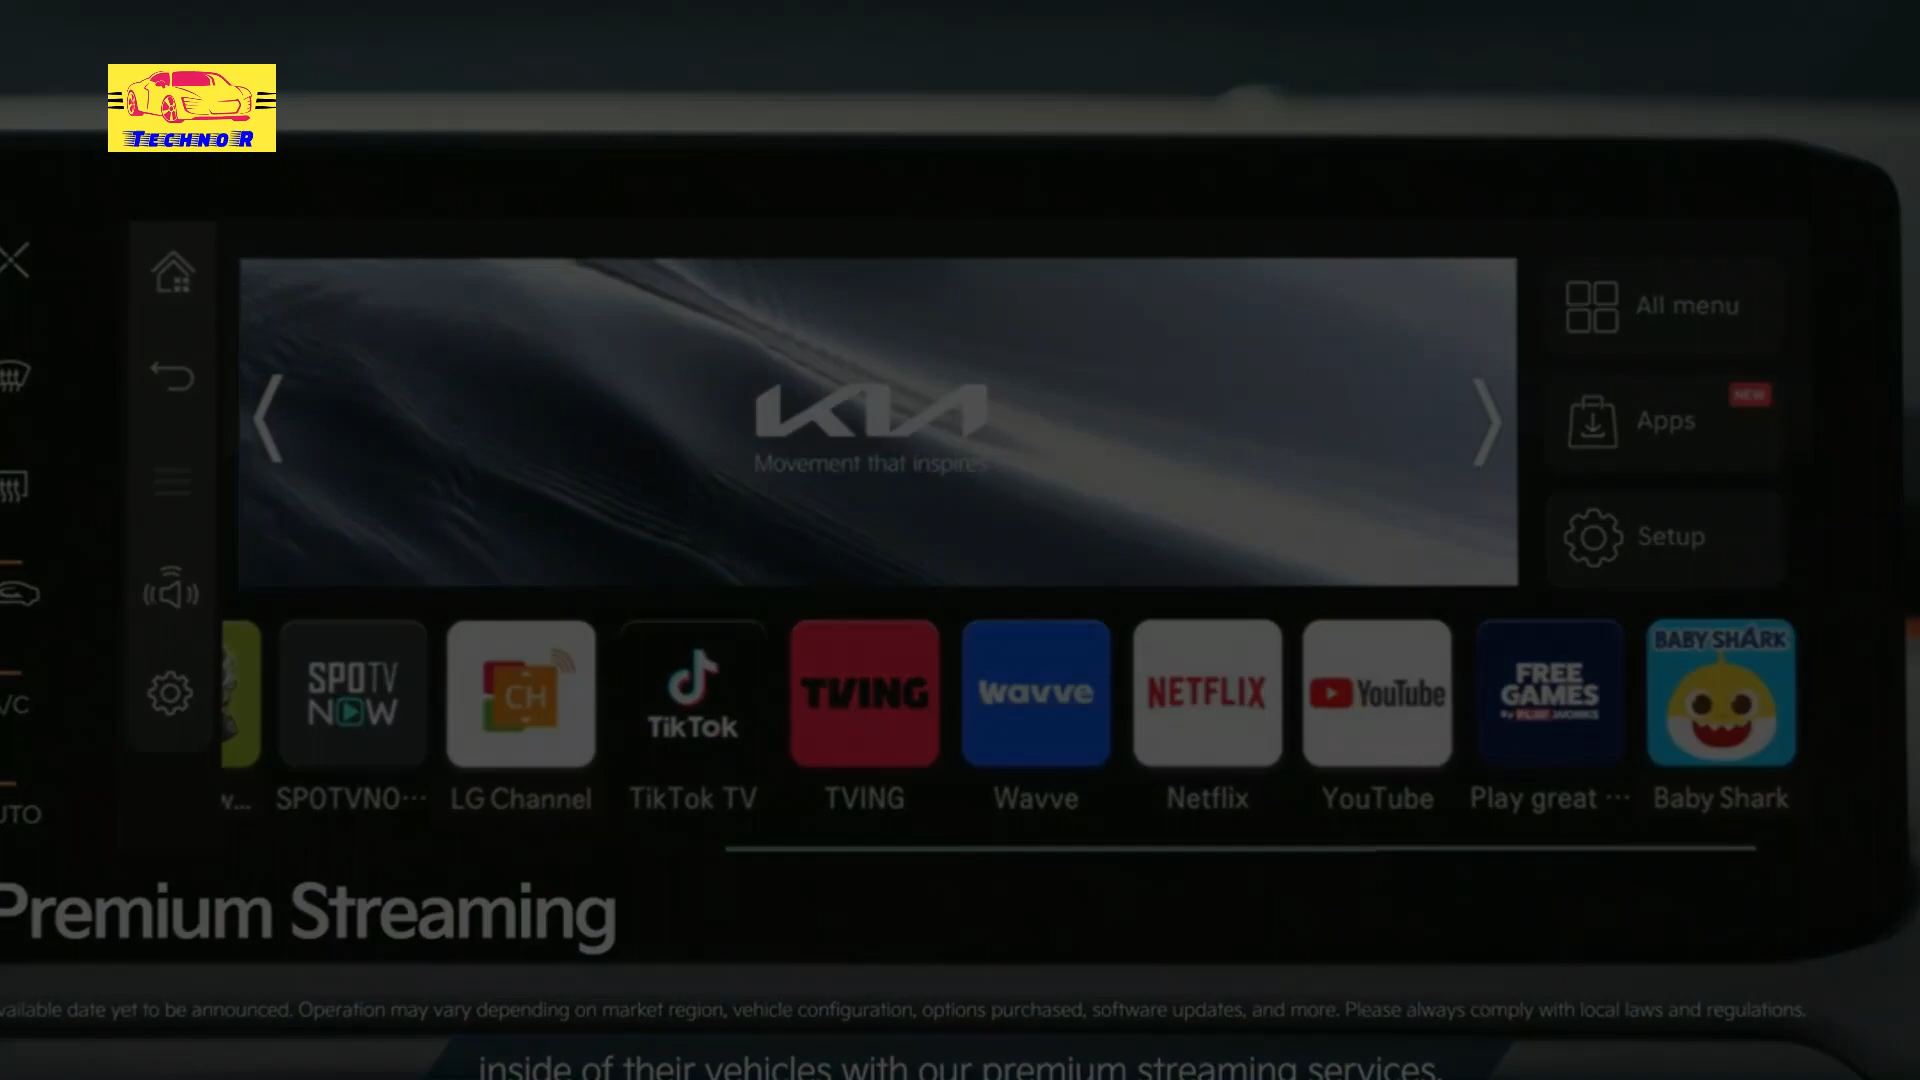 TECHNO R
KIA
Movement that inspires
All menu
NEW
Apps
Setup
SPOTV
NOW
CH
TikTok
TVING
wavve
NETFLIX
YouTube
FREE
GAMES
BABY SHARK
v...
SPOTVNO...
LG Channel
TikTok TV
TVING
Wavve
Netflix
YouTube
Play great ...
Baby Shark
/C
UTO
Premium Streaming
vailable date yet to be announced. Operation may vary depending on market region, vehicle configuration, options purchased, software updates, and more. Please always comply with local laws and regulations.
inside of their vehicles with our premium streaming services.